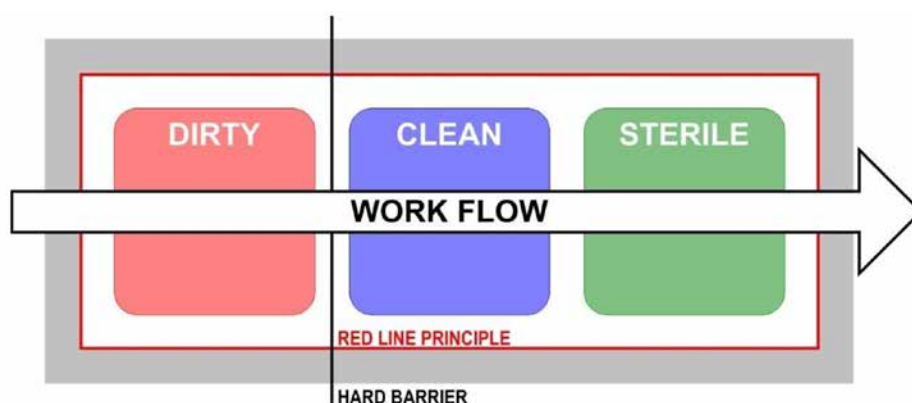 DIRTY
CLEAN
STERILE
WORK FLOW
RED LINE PRINCIPLE
HARD BARRIER